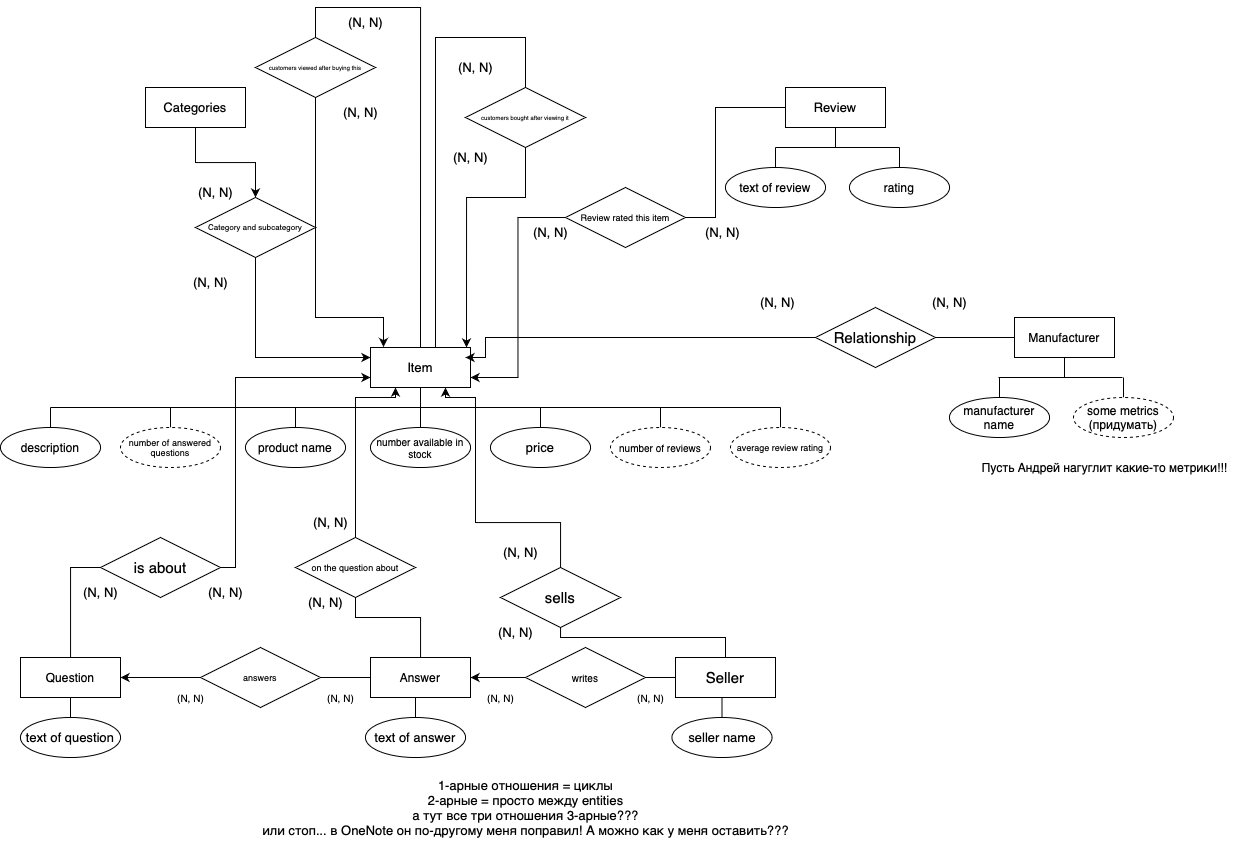 (N, N)
customers viewed after buying this
(N, N)
(N, N)
Categories
Review
(N, N)
customers bought after viewing it
(N, N)
text of review
rating
(N, N)
Category and subcategory
Review rated this item
(N, N)
(N, N)
(N, N)
(N, N)
(N, N)
Relationship
Manufacturer
Item
manufacturer
name
some metrics
(придумать)
description
number of answered
questions
product name
number available in
stock
price
number of reviews
average review rating
Пусть Андрей нагуглит какие-то метрики!!!
(N, N)
(N, N)
is about
on the question about
(N, N)
(N, N)
(N, N)
sells
(N, N)
Question
answers
Answer
writes
Seller
(N, N)
(N, N)
(N, N)
(N, N)
text of question
text of answer
seller name
1-арные отношения = циклы
2-арные = просто между entities
а тут все три отношения 3-арные???
или стоп... в OneNote он по-другому меня поправил! А можно как у меня оставить???